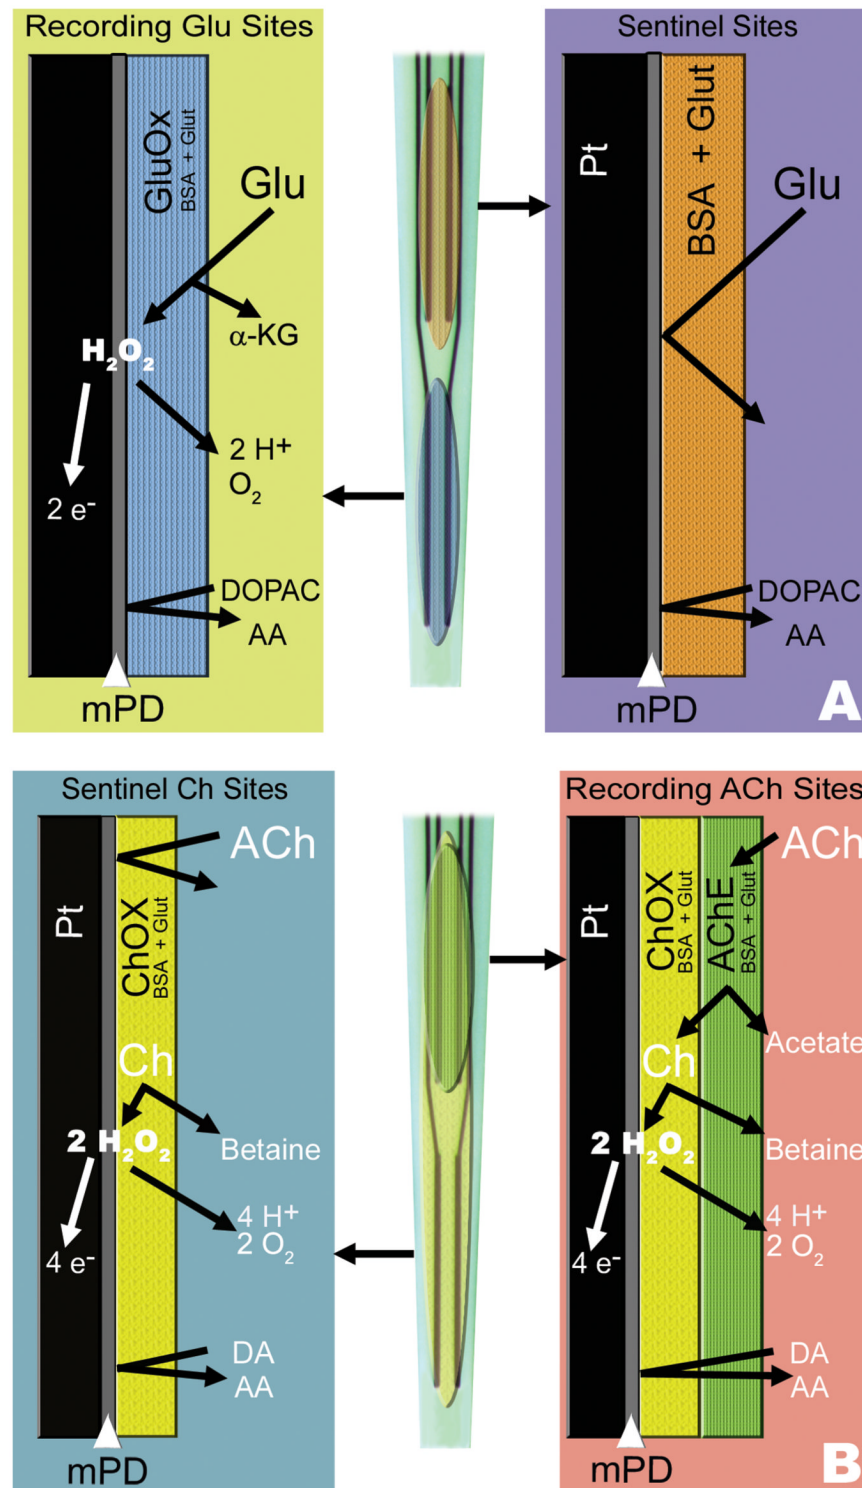 Recording Glu Sites
GluOx
BSA + Glut
Glu
α-KG
H₂O₂
2 H+
O₂
2 e⁻
DOPAC
AA
mPD
Sentinel Sites
Pt
BSA + Glut
Glu
DOPAC
AA
mPD
A
Sentinel Ch Sites
Pt
ACh
ChOX
BSA + Glut
Ch
2 H₂O₂
Betaine
4 H+
2 O₂
4 e⁻
DA
AA
mPD
Recording ACh Sites
Pt
ChOX
BSA + Glut
AChE
BSA + Glut
ACh
Ch
Acetate
2 H₂O₂
Betaine
4 H+
2 O₂
4 e⁻
DA
AA
mPD
B